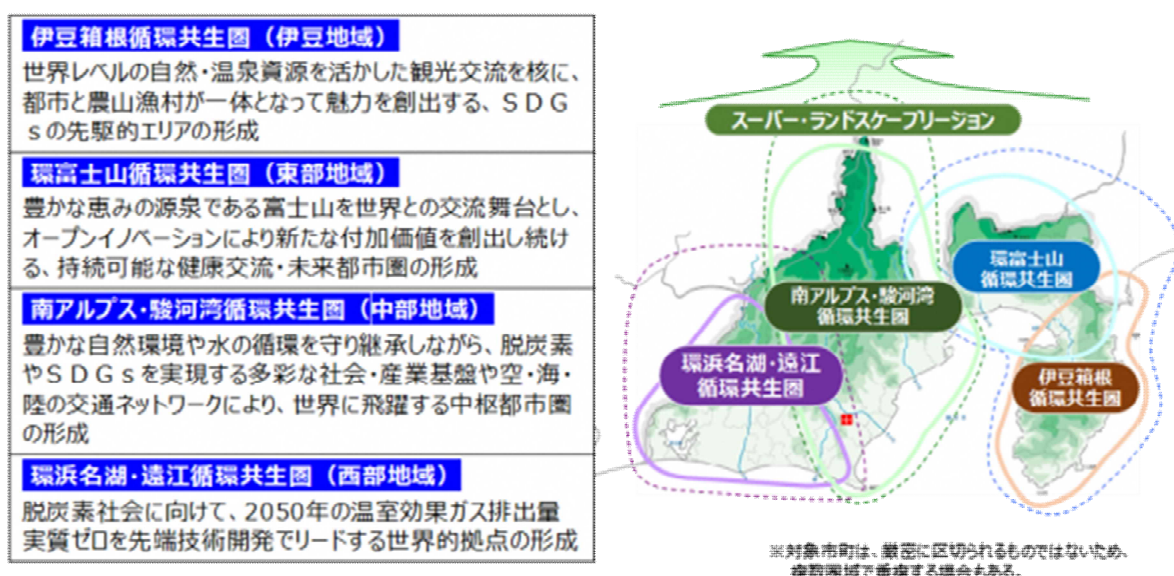 伊豆箱根循環共生圏（伊豆地域）
世界レベルの自然・温泉資源を活かした観光交流を核に、
都市と農山漁村が一体となって魅力を創出する、ＳＤＧ
ｓの先駆的エリアの形成
環富士山循環共生圏（東部地域）
豊かな恵みの源泉である富士山を世界との交流舞台とし、
オープンイノベーションにより新たな付加価値を創出し続け
る、持続可能な健康交流・未来都市圏の形成
南アルプス・駿河湾循環共生圏（中部地域）
豊かな自然環境や水の循環を守り継承しながら、脱炭素
やＳＤＧｓを実現する多彩な社会・産業基盤や空・海・
陸の交通ネットワークにより、世界に飛躍する中枢都市圏
の形成
環浜名湖・遠江循環共生圏（西部地域）
脱炭素社会に向けて、2050年の温室効果ガス排出量
実質ゼロを先端技術開発でリードする世界的拠点の形成
スーパー・ランドスケープリージョン
環富士山
循環共生圏
南アルプス・駿河湾
循環共生圏
環浜名湖・遠江
循環共生圏
伊豆箱根
循環共生圏
※対象市町は、厳密に区切られるものではないため、
複数圏域で重複する場合もある。